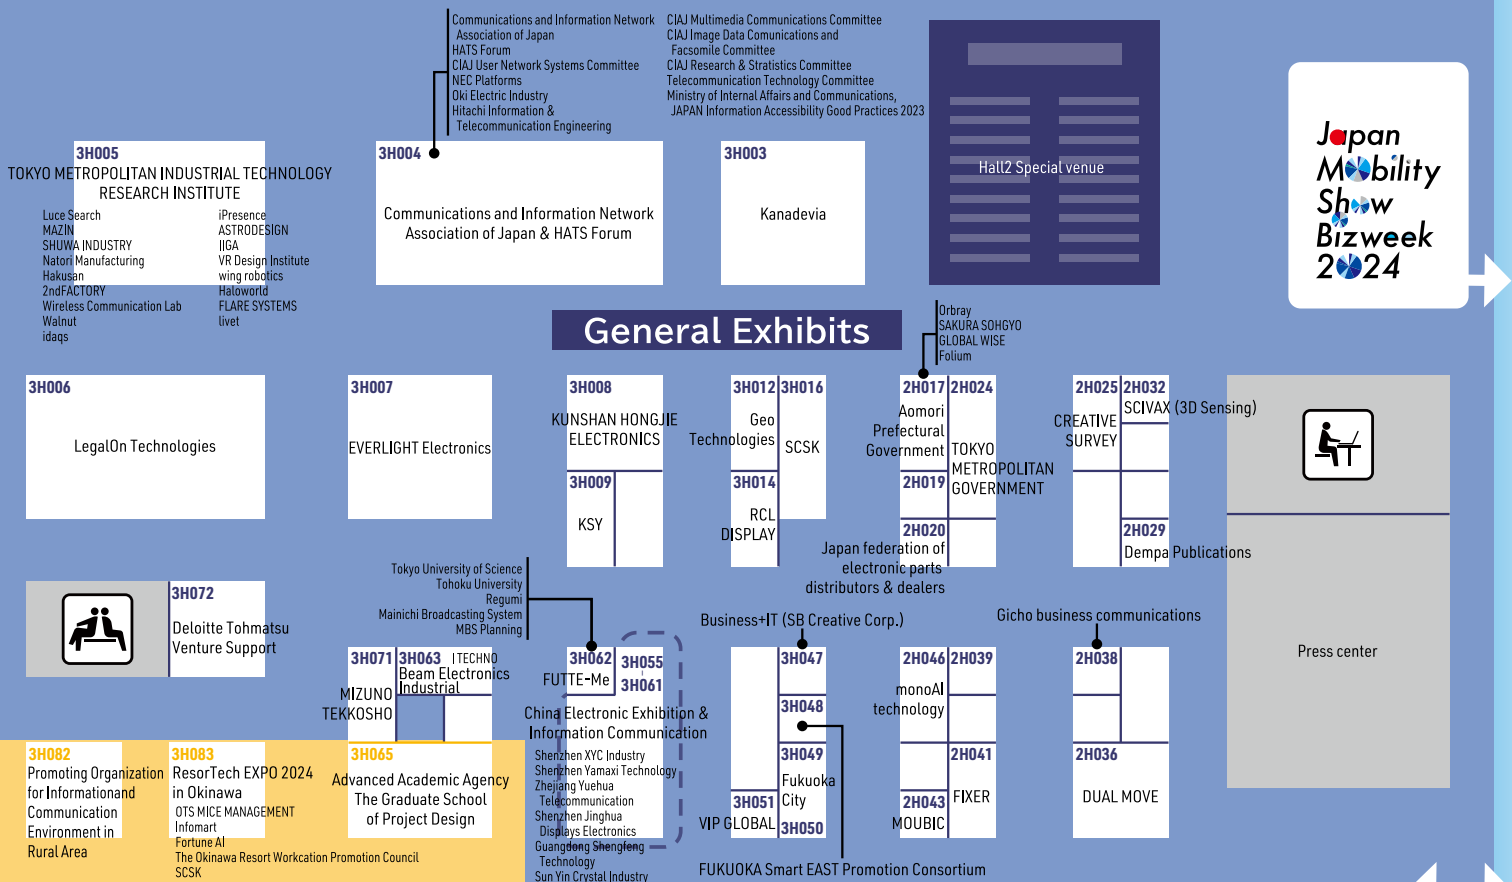 Communications and Information Network
Association of Japan
HATS Forum
CIAJ User Network Systems Committee
NEC Platforms
Oki Electric Industry
Hitachi Information &
Telecommunication Engineering
CIAJ Multimedia Communications Committee
CIAJ Image Data Comunications and
Facsomile Committee
CIAJ Research & Stratistics Committee
Telecommunication Technology Committee
Ministry of Internal Affairs and Communications,
JAPAN Information Accessibility Good Practices 2023
3H005
TOKYO METROPOLITAN INDUSTRIAL TECHNOLOGY
RESEARCH INSTITUTE
Luce Search
MAZIN
SHUWA INDUSTRY
Natori Manufacturing
Hakusan
2ndFACTORY
Wireless Communication Lab
Walnut
idaqs
iPresence
ASTRODESIGN
IIGA
VR Design Institute
wing robotics
Haloworld
FLARE SYSTEMS
livet
3H004
Communications and Information Network
Association of Japan & HATS Forum
3H003
Kanadevia
Hall2 Special venue
Japan
Mobility
Show
Bizweek
2024
General Exhibits
Orbray
SAKURA SOHGYO
GLOBAL WISE
Folium
3H006
LegalOn Technologies
3H007
EVERLIGHT Electronics
3H008
KUNSHAN HONGJIE
ELECTRONICS
3H009
KSY
3H012
Geo
Technologies
3H016
SCSK
3H014
RCL
DISPLAY
2H017
Aomori
Prefectural
Government
2H024
TOKYO
METROPOLITAN
GOVERNMENT
2H019
2H020
Japan federation of
electronic parts
distributors & dealers
2H025
CREATIVE
SURVEY
2H032
SCIVAX (3D Sensing)
2H029
Dempa Publications
Press center
3H072
Deloitte Tohmatsu
Venture Support
Tokyo University of Science
Tohoku University
Regumi
Mainichi Broadcasting System
MBS Planning
3H071
MIZUNO
TEKKOSHO
3H063
I TECHNO
Beam Electronics
Industrial
3H062
FUTTE-Me
3H055
3H061
China Electronic Exhibition &
Information Communication
Shenzhen XYC Industry
Shenzhen Yamaxi Technology
Zhejiang Yuehua
Telecommunication
Shenzhen Jinghua
Displays Electronics
Guangdong Shengfeng
Technology
Sun Yin Crystal Industry
Business+IT (SB Creative Corp.)
3H047
3H048
3H049
Fukuoka
City
3H050
3H051
VIP GLOBAL
FUKUOKA Smart EAST Promotion Consortium
2H046
monoAI
technology
2H039
2H041
FIXER
2H043
MOUBIC
Gicho business communications
2H038
2H036
DUAL MOVE
3H082
Promoting Organization
for Informationand
Communication
Environment in
Rural Area
3H083
ResorTech EXPO 2024
in Okinawa
OTS MICE MANAGEMENT
Infomart
Fortune AI
The Okinawa Resort Workcation Promotion Council
SCSK
3H065
Advanced Academic Agency
The Graduate School
of Project Design